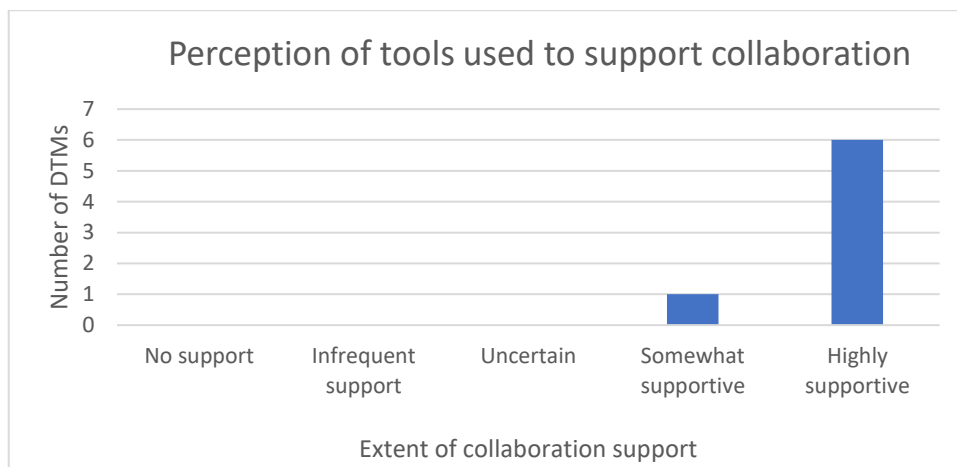 Perception of tools used to support collaboration
Number of DTMs
7
6
5
4
3
2
1
0
No support
Infrequent
support
Uncertain
Somewhat
supportive
Highly
supportive
Extent of collaboration support